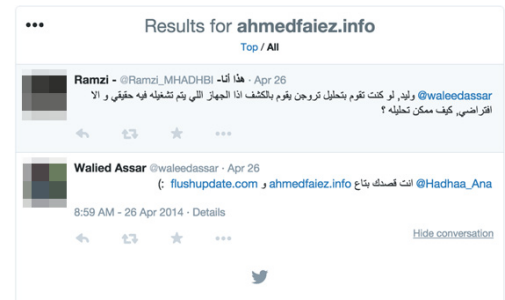 Results for ahmedfaiez.info
Top / All
Ramzi - هذا أنا- @Ramzi_MHADHBI · Apr 26
@waleedassar وليد, لو كنت تقوم بتحليل تروجن يقوم بالكشف اذا الجهاز اللي يتم تشغيله فيه حقيقي و الا
افتراضي, كيف ممكن تحليله ؟
Walied Assar @waleedassar · Apr 26
@Hadhaa_Ana انت قصدك بتاع ahmedfaiez.info و flushupdate.com :)
8:59 AM - 26 Apr 2014 · Details
Hide conversation